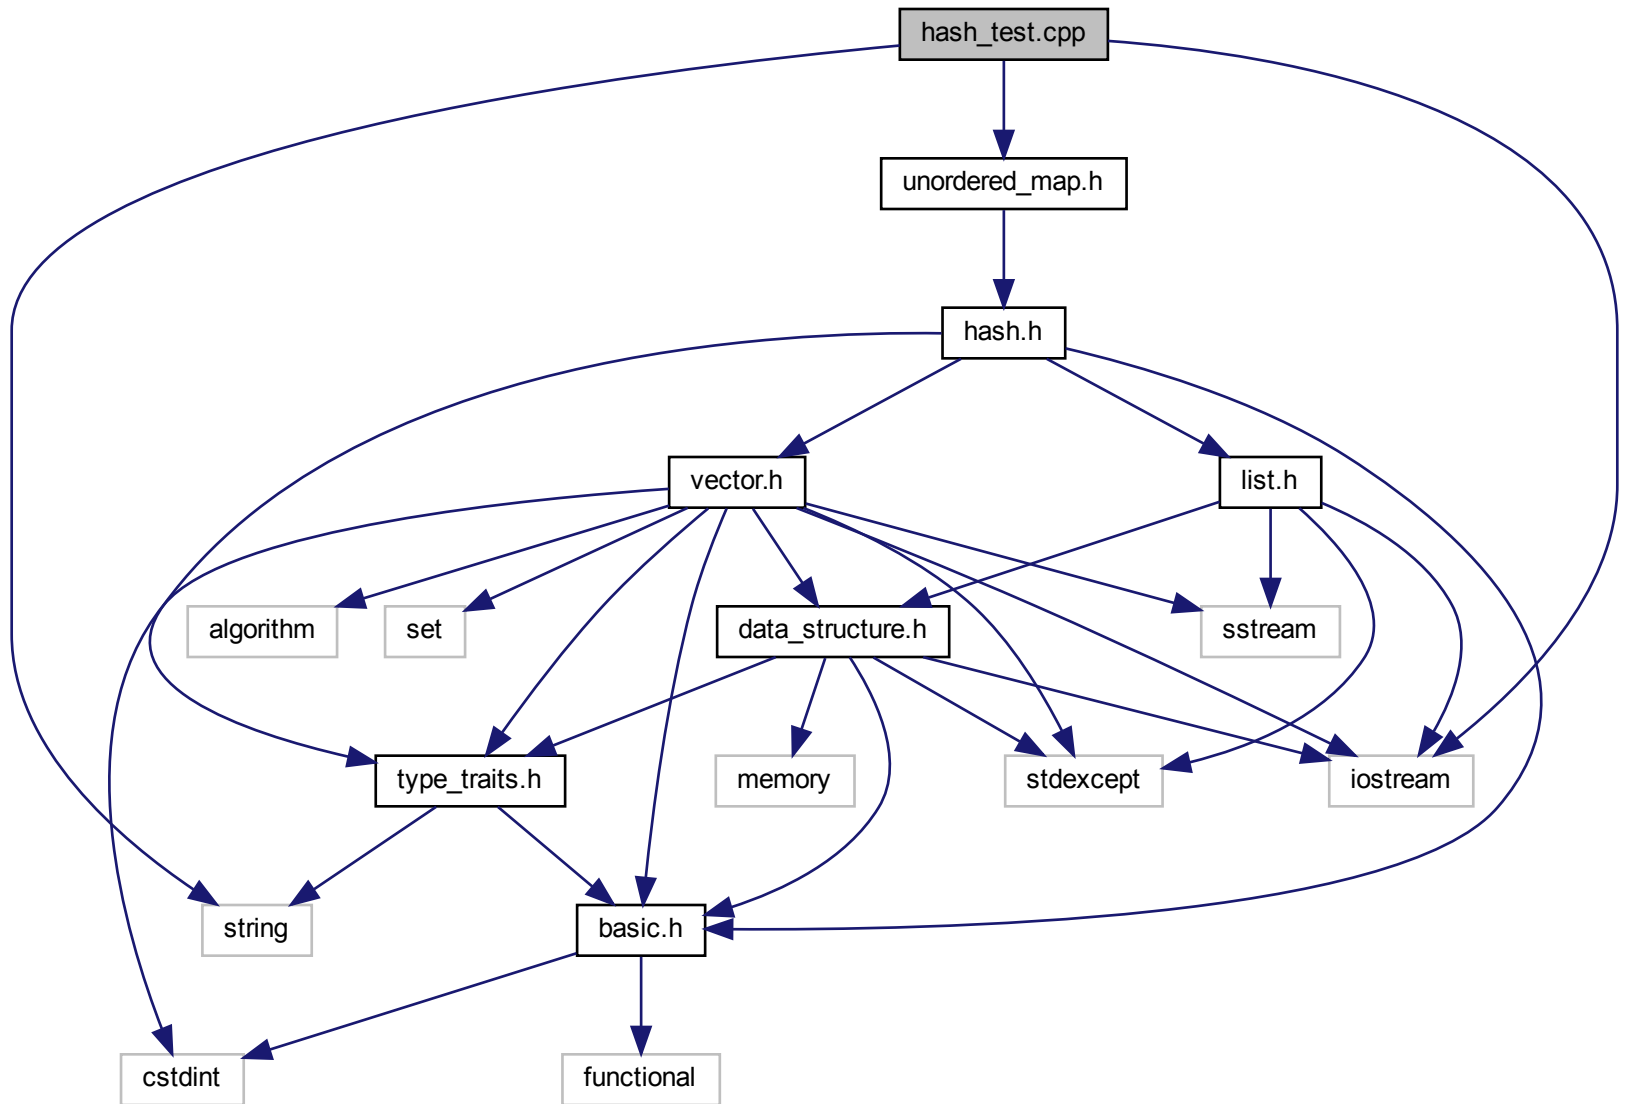 hash_test.cpp
unordered_map.h
hash.h
vector.h
list.h
algorithm
set
data_structure.h
sstream
type_traits.h
memory
stdexcept
iostream
string
basic.h
cstdint
functional